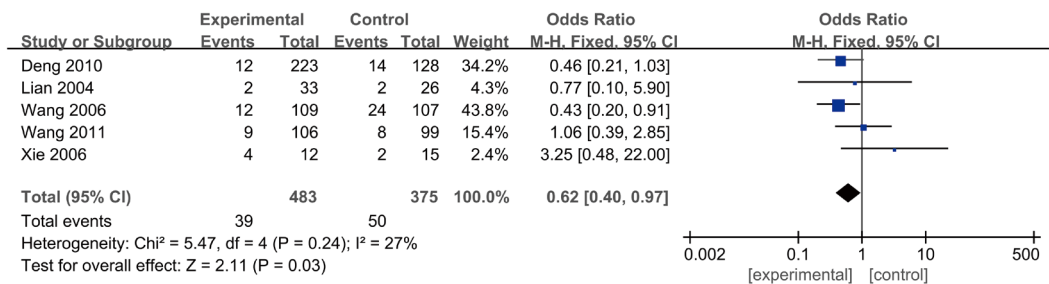 Experimental Control Odds Ratio Odds Ratio
Study or Subgroup Events Total Events Total Weight M-H. Fixed. 95% CI M-H. Fixed. 95% CI
Deng 2010 12 223 14 128 34.2% 0.46 [0.21, 1.03]
Lian 2004 2 33 2 26 4.3% 0.77 [0.10, 5.90]
Wang 2006 12 109 24 107 43.8% 0.43 [0.20, 0.91]
Wang 2011 9 106 8 99 15.4% 1.06 [0.39, 2.85]
Xie 2006 4 12 2 15 2.4% 3.25 [0.48, 22.00]
Total (95% CI) 483 375 100.0% 0.62 [0.40, 0.97]
Total events 39 50
Heterogeneity: Chi² = 5.47, df = 4 (P = 0.24); I² = 27%
Test for overall effect: Z = 2.11 (P = 0.03)
0.002 0.1 1 10 500
[experimental] [control]